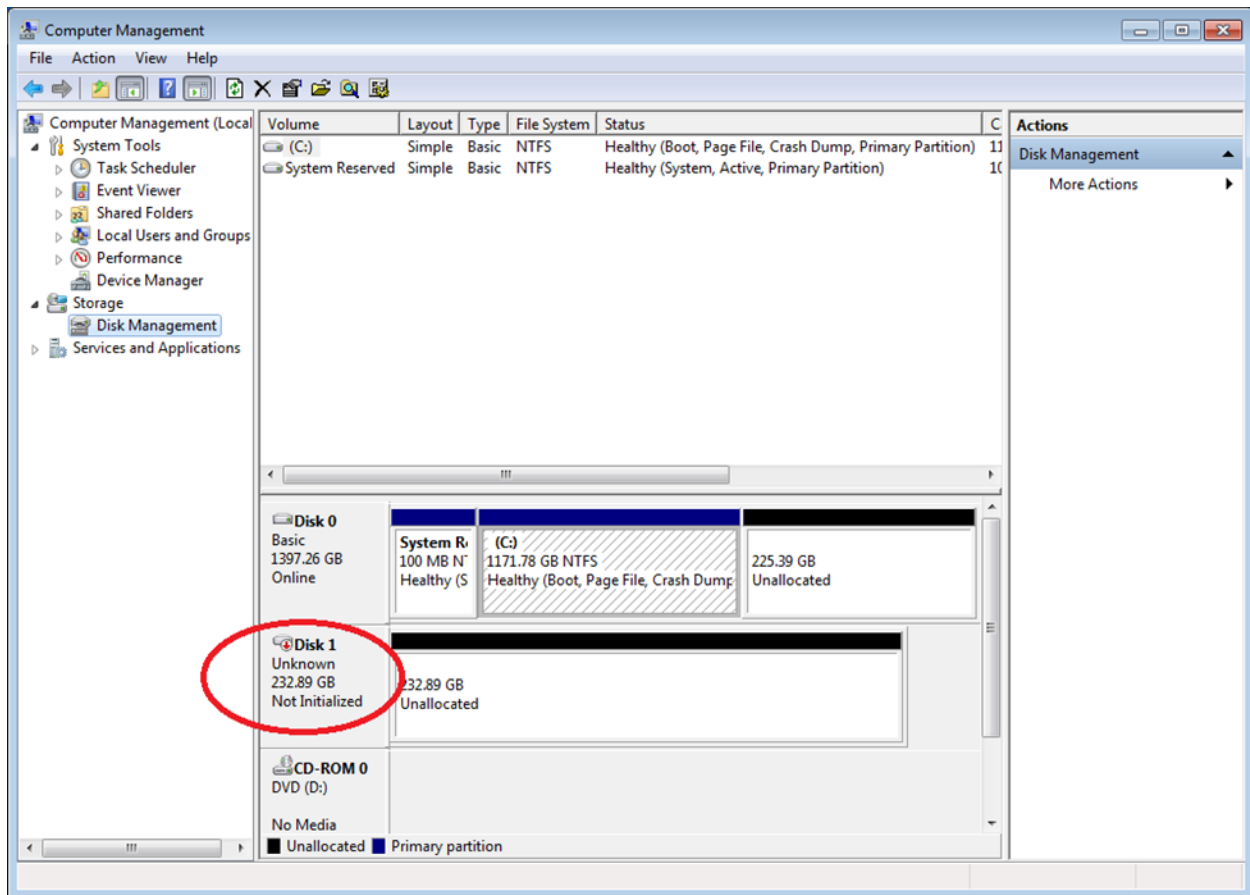 Computer Management
File Action View Help
Computer Management (Local
System Tools
Task Scheduler
Event Viewer
Shared Folders
Local Users and Groups
Performance
Device Manager
Storage
Disk Management
Services and Applications
Volume Layout Type File System Status C
(C:) Simple Basic NTFS Healthy (Boot, Page File, Crash Dump, Primary Partition) 11
System Reserved Simple Basic NTFS Healthy (System, Active, Primary Partition) 10
Disk 0
Basic
1397.26 GB
Online
System R
100 MB N
Healthy (S
(C:)
1171.78 GB NTFS
Healthy (Boot, Page File, Crash Dump
225.39 GB
Unallocated
Disk 1
Unknown
232.89 GB
Not Initialized
232.89 GB
Unallocated
CD-ROM 0
DVD (D:)
No Media
Unallocated Primary partition
Actions
Disk Management
More Actions